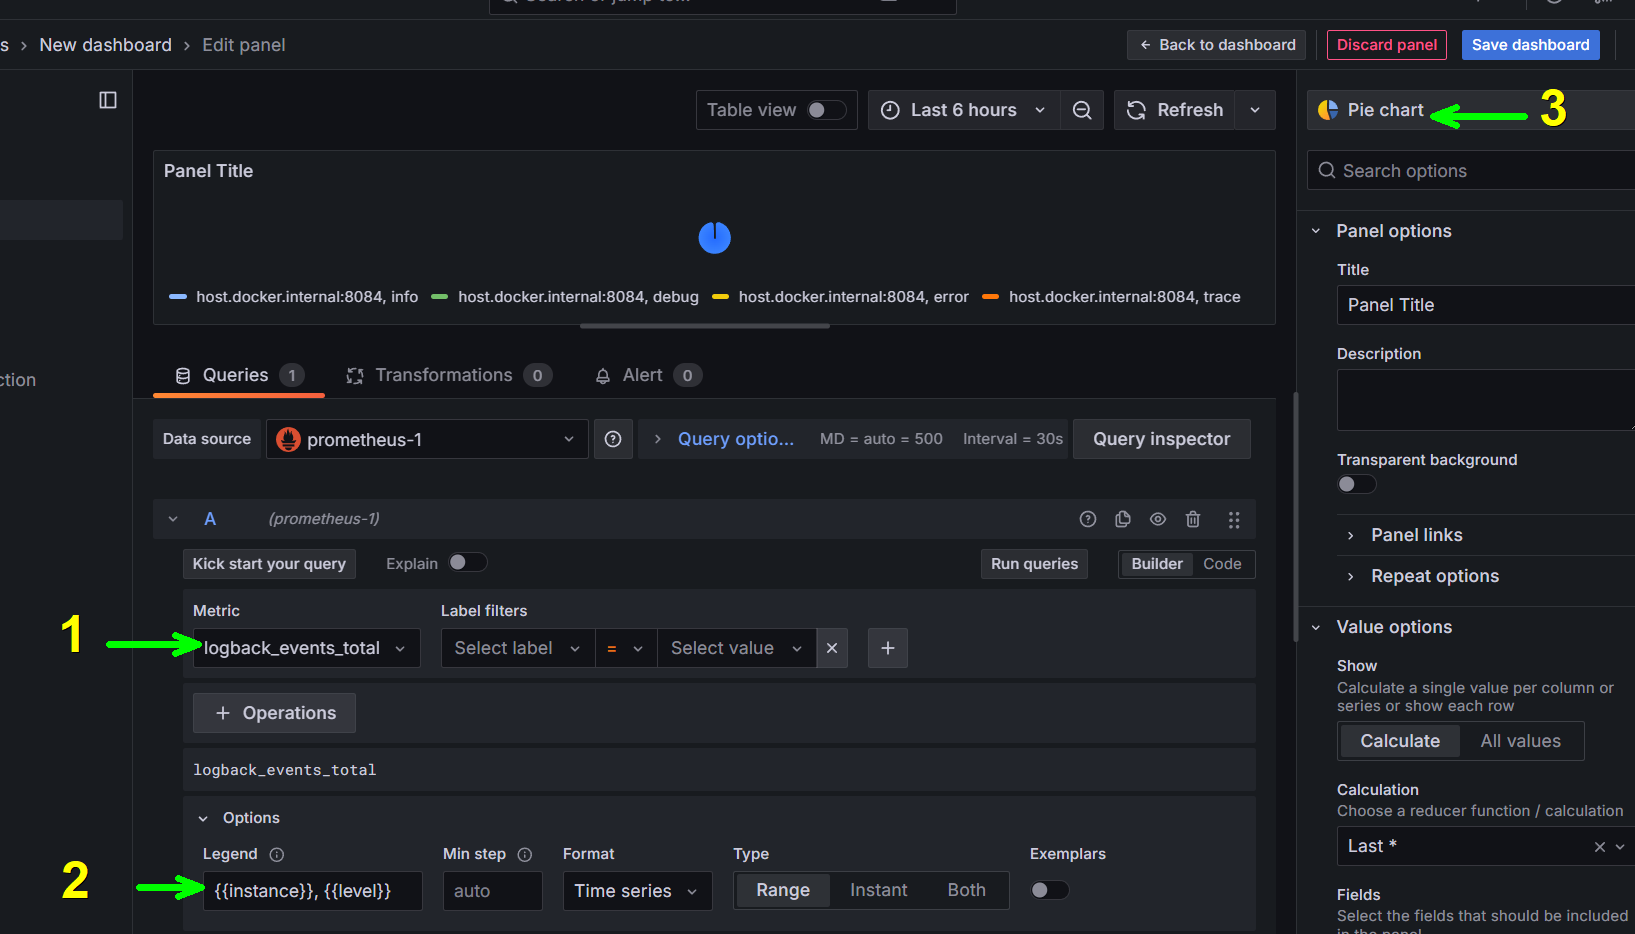 s › New dashboard › Edit panel
← Back to dashboard
Discard panel
Save dashboard
Table view
Last 6 hours
Refresh
Pie chart
3
Search options
Panel Title
host.docker.internal:8084, info host.docker.internal:8084, debug host.docker.internal:8084, error host.docker.internal:8084, trace
ction
Queries 1 Transformations 0 Alert 0
Data source prometheus-1 Query optio... MD = auto = 500 Interval = 30s Query inspector
A (prometheus-1)
Kick start your query Explain Run queries Builder Code
Metric Label filters
1
logback_events_total Select label = Select value
+ Operations
logback_events_total
Options
Legend Min step Format Type Exemplars
2
{{instance}}, {{level}} auto Time series Range Instant Both
Panel options
Title
Panel Title
Description
Transparent background
Panel links
Repeat options
Value options
Show
Calculate a single value per column or
series or show each row
Calculate All values
Calculation
Choose a reducer function / calculation
Last *
Fields
Select the fields that should be included